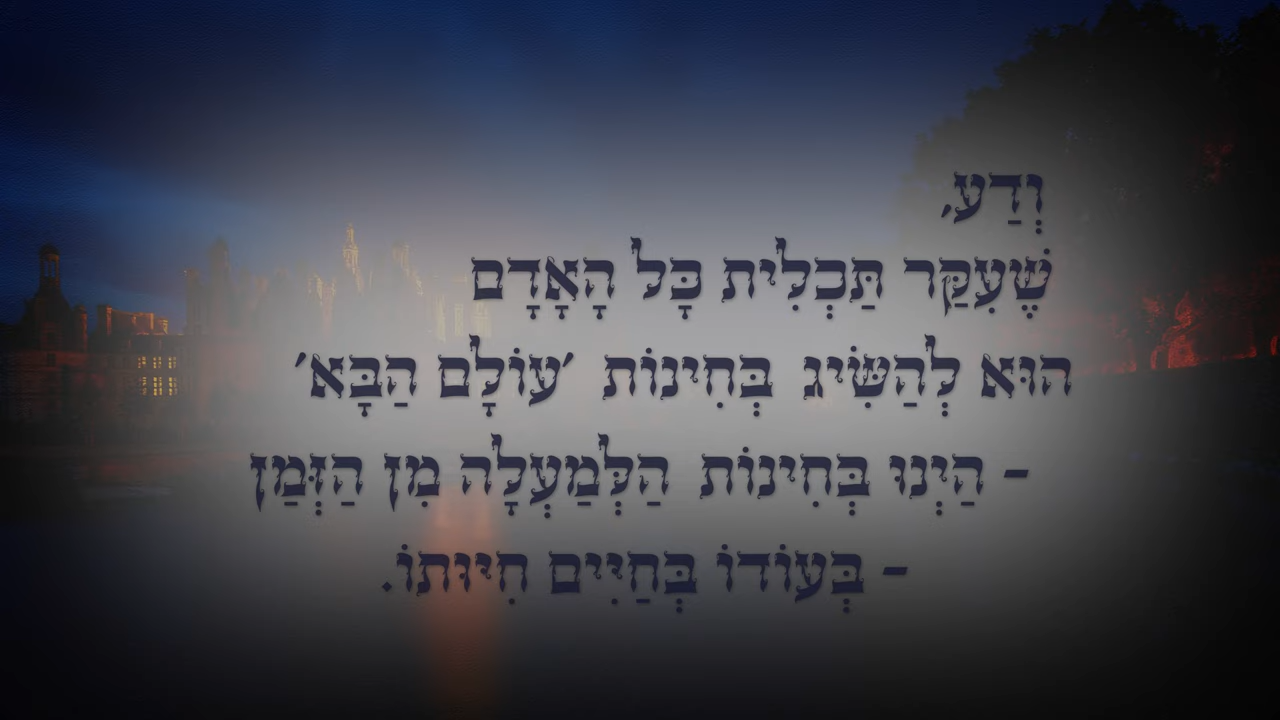 וְדַע,
שֶׁעִקַּר תַּכְלִית כָּל הָאָדָם
הוּא לְהַשִּׂיג בְּחִינוֹת 'עוֹלָם הַבָּא'
- הַיְנוּ בְּחִינוֹת הַלְּמַעְלָה מִן הַזְּמַן
- בְּעוֹדוֹ בְּחַיִּים חִיּוּתוֹ.